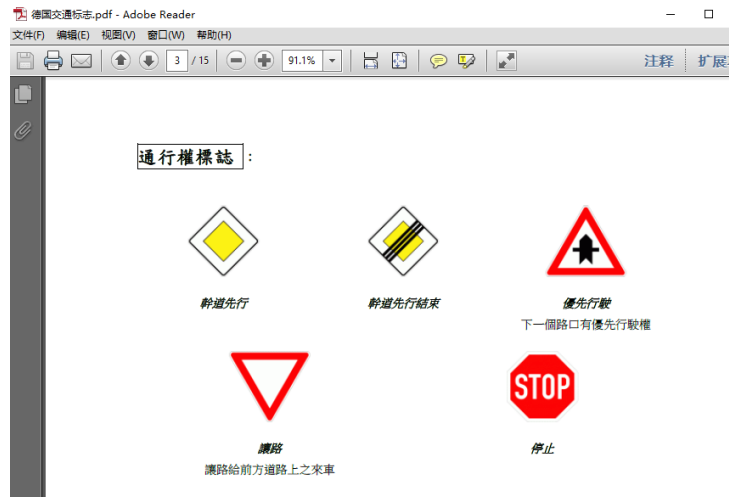 德国交通标志.pdf - Adobe Reader
文件(F) 编辑(E) 视图(V) 窗口(W) 帮助(H)
3 / 15 91.1% 注释
通行權標誌：
幹道先行 幹道先行結束 優先行駛
下一個路口有優先行駛權
STOP
讓路 停止
讓路給前方道路上之來車